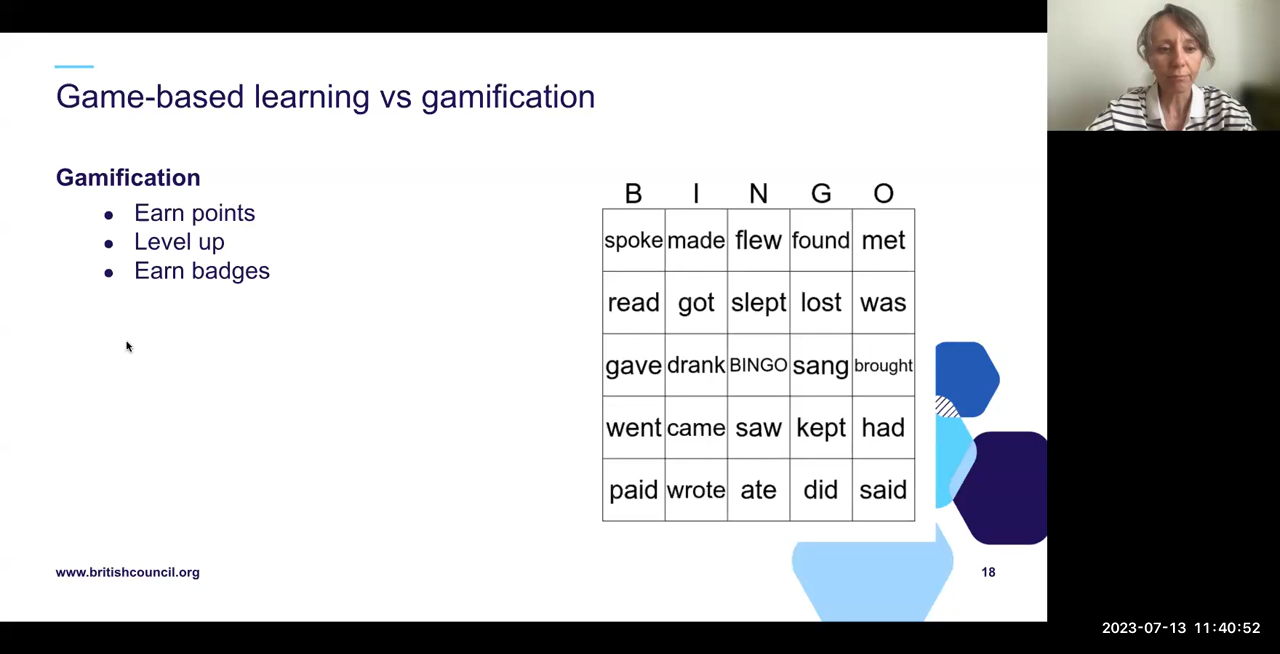 Game-based learning vs gamification
Gamification
● Earn points
● Level up
● Earn badges
B I N G O
spoke made flew found met
read got slept lost was
gave drank BINGO sang brought
went came saw kept had
paid wrote ate did said
www.britishcouncil.org
18
2023-07-13 11:40:52